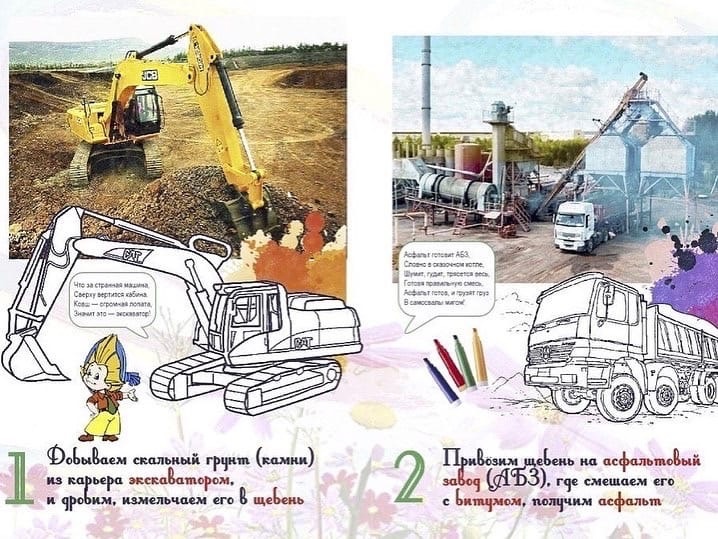 JCB
CAT
Что за странная машина,
Сверху вертится кабина.
Ковш — огромная лопата,
Значит это — экскаватор!
CAT
1 Добываем скальный грунт (камни)
из карьера экскаватором,
и дробим, измельчаем его в щебень
Асфальт готовит АБЗ,
Словно в сказочном котле,
Шумит, гудит, трясется весь,
Готовя правильную смесь,
Асфальт готов, и грузят груз
В самосвалы мигом!
2 Привозим щебень на асфальтовый
завод (АБЗ), где смешаем его
с битумом, получим асфальт